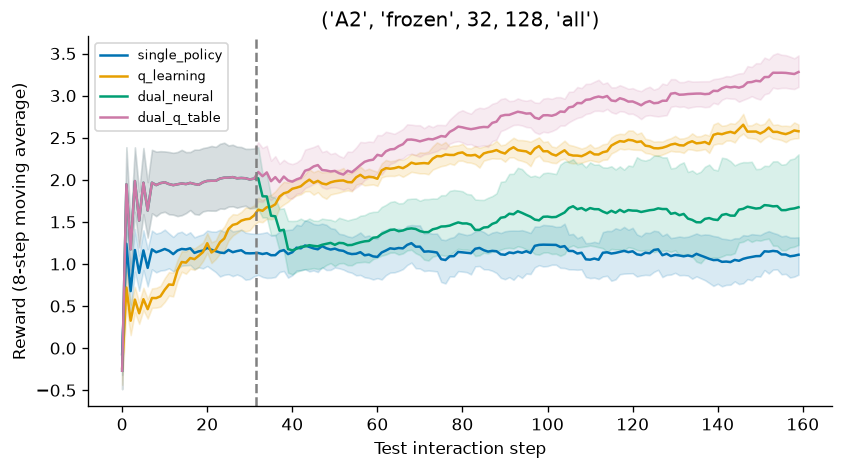 ('A2', 'frozen', 32, 128, 'all')
Reward (8-step moving average)
3.5
3.0
2.5
2.0
1.5
1.0
0.5
0.0
−0.5
single_policy
q_learning
dual_neural
dual_q_table
0 20 40 60 80 100 120 140 160
Test interaction step